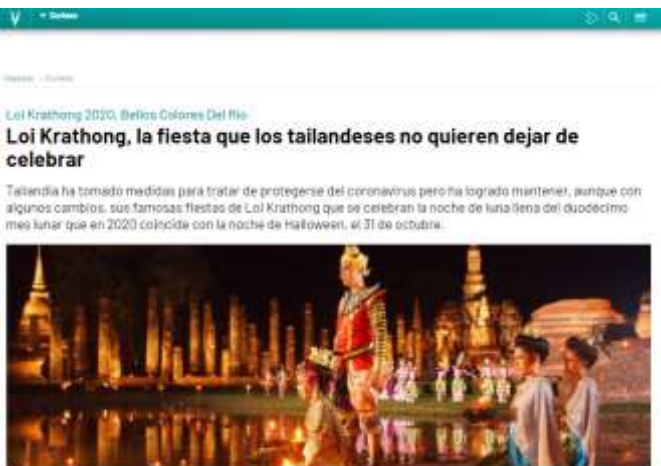 Loi Krathong 2020, Bellos Colores Del Rio
Loi Krathong, la fiesta que los tailandeses no quieren dejar de
celebrar
Tailandia ha tomado medidas para tratar de protegerse del coronavirus pero ha logrado mantener, aunque con
algunos cambios, sus famosas fiestas de Loi Krathong que se celebran la noche de luna llena del duodécimo
mes lunar que en 2020 coincide con la noche de Halloween, el 31 de octubre.